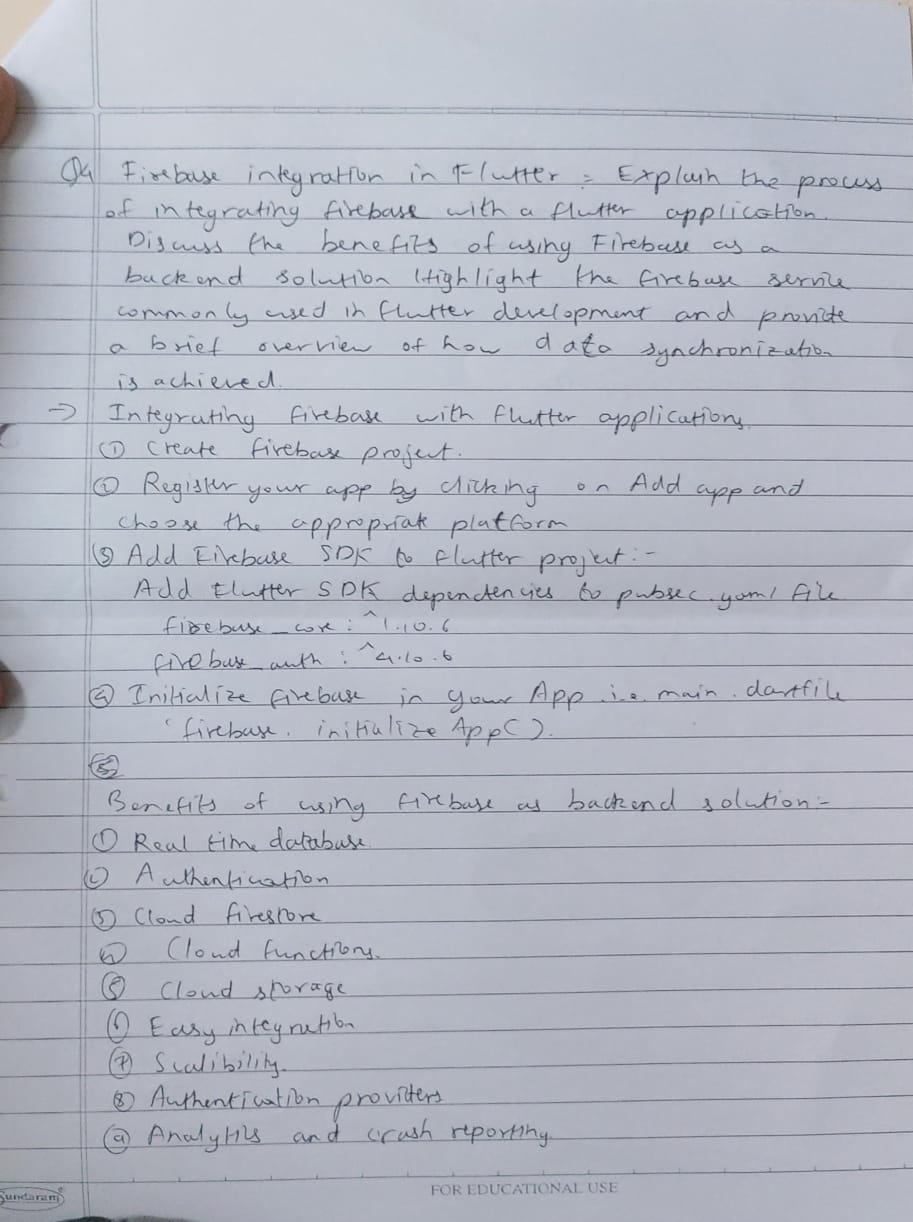 Q4 Firebase integration in Flutter : Explain the process
of integrating firebase with a flutter application.
Discuss the benefits of using Firebase as a
backend solution Highlight the firebase service
commonly used in flutter development and provide
a brief overview of how data synchronization
is achieved.
→ Integrating firebase with flutter applications
① Create firebase project.
② Register your app by clicking on Add app and
choose the appropriate platform
③ Add Firebase SDK to flutter project :-
Add Flutter SDK dependencies to pubsec.yaml file
firebase_core : ^1.10.6
firebase_auth : ^4.10.6
④ Initialize firebase in your App i.e. main.dartfile
firebase. initialize App().
⑤
Benefits of using firebase as backend solution :-
① Real time database.
② Authentication
③ Cloud firestore
④ Cloud functions.
⑤ Cloud storage
⑥ Easy integration
⑦ Scalibility.
⑧ Authentication providers
⑨ Analytics and crash reporting.
Sundaram
FOR EDUCATIONAL USE